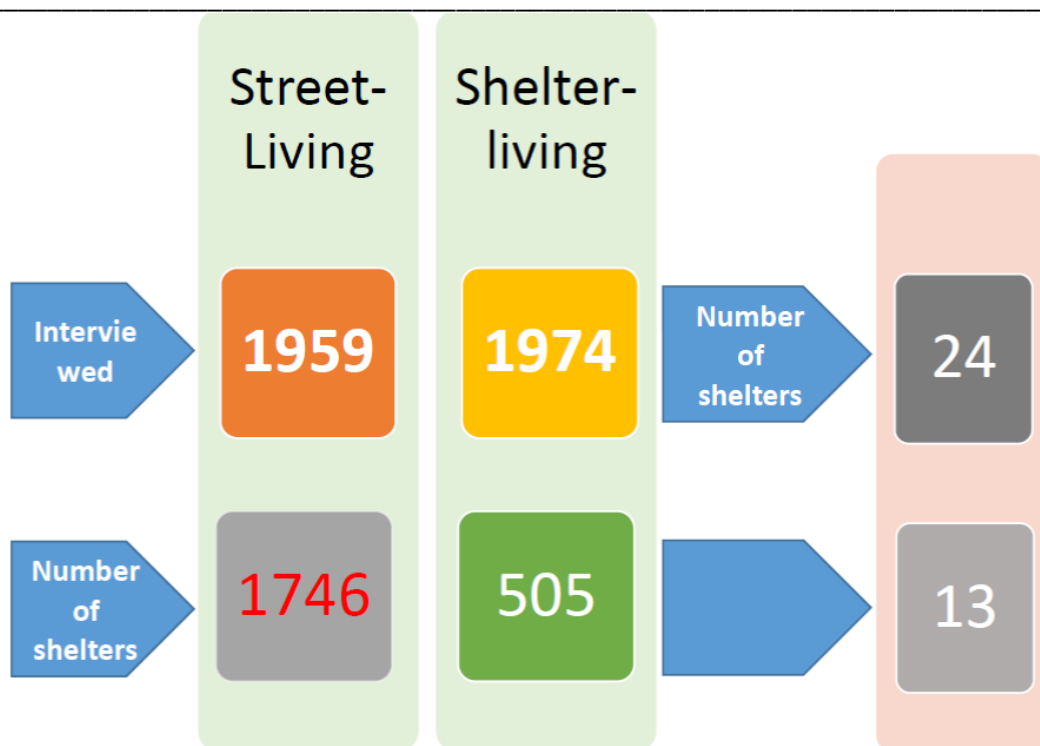 Street-
Living
Shelter-
living
Intervie
wed
1959
1974
Number
of
shelters
24
Number
of
shelters
1746
505
13